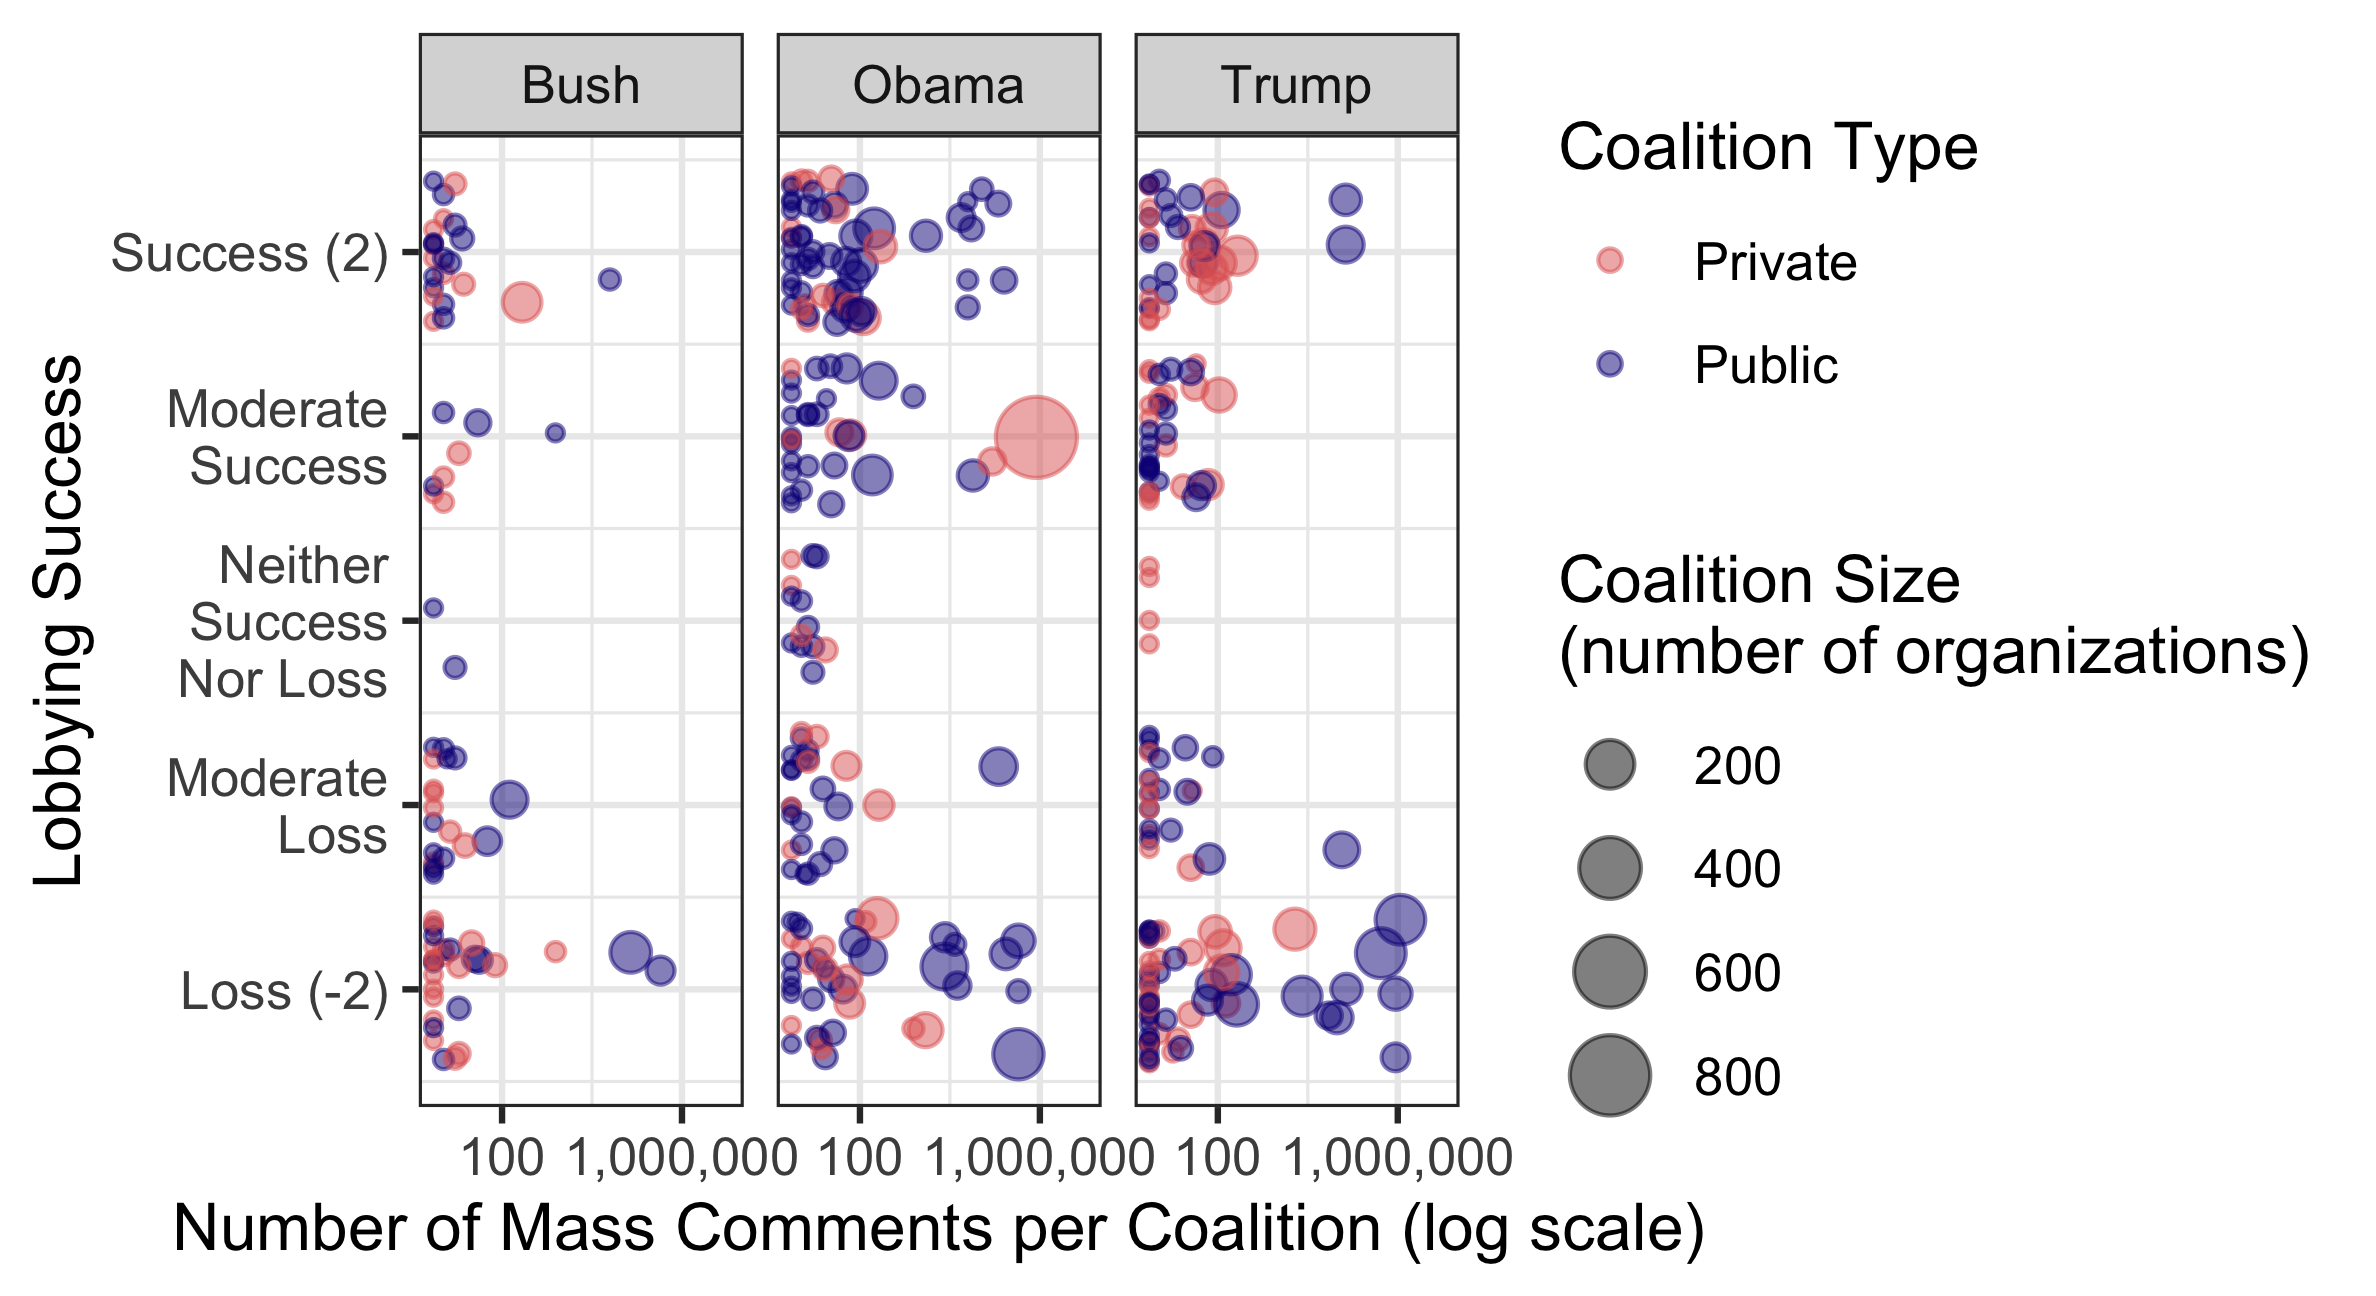 Bush
Obama
Trump
Lobbying Success
Success (2)
Moderate
Success
Neither
Success
Nor Loss
Moderate
Loss
Loss (-2)
100 1,000,000 100 1,000,000 100 1,000,000
Number of Mass Comments per Coalition (log scale)
Coalition Type
Private
Public
Coalition Size
(number of organizations)
200
400
600
800